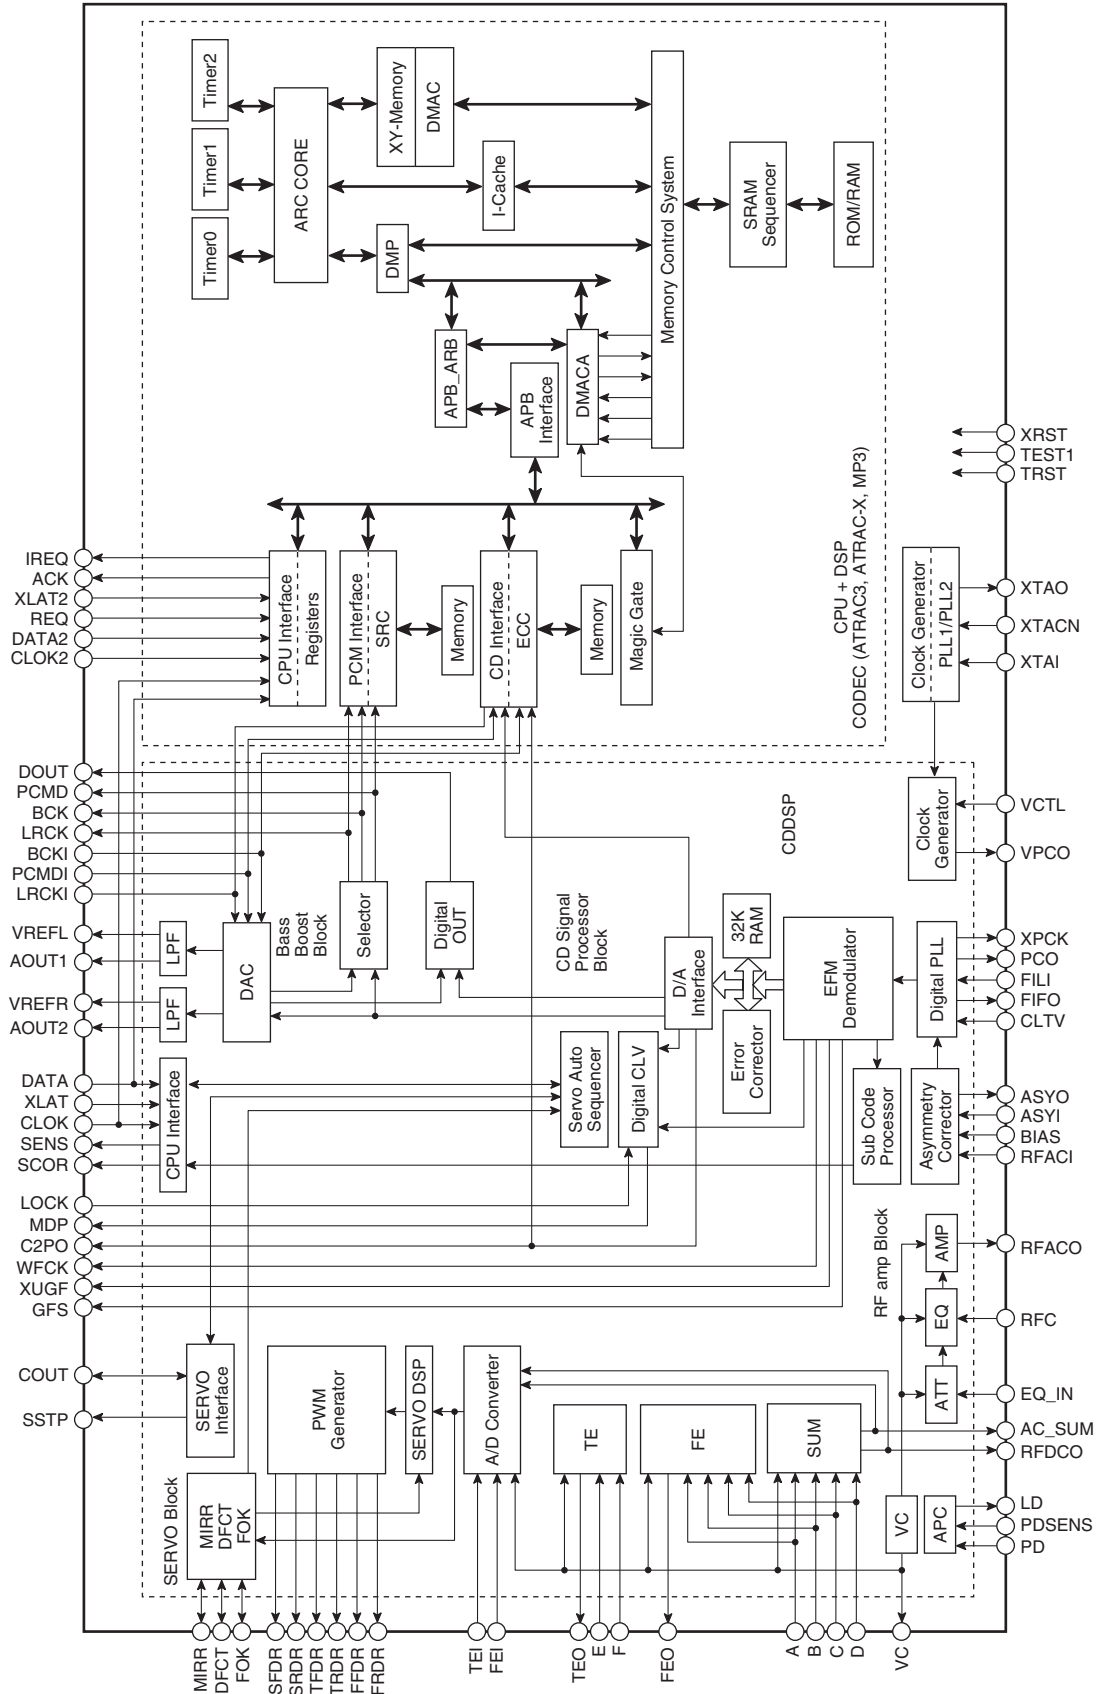 Timer2
Timer1
Timer0
ARC CORE
XY-Memory
DMAC
I-Cache
DMP
Memory Control System
SRAM
Sequencer
ROM/RAM
APB_ARB
APB
Interface
DMACA
CPU + DSP
CODEC (ATRAC3, ATRAC-X, MP3)
CPU Interface
Registers
PCM Interface
SRC
Memory
CD Interface
ECC
Memory
Magic Gate
IREQ
ACK
XLAT2
REQ
DATA2
CLOK2
DOUT
PCMD
BCK
LRCK
BCKI
PCMDI
LRCKI
VREFL
AOUT1
VREFR
AOUT2
DATA
XLAT
CLOK
SENS
SCOR
LOCK
MDP
C2PO
WFCK
XUGF
GFS
COUT
SSTP
XRST
TEST1
TRST
Clock Generator
PLL1/PLL2
XTAO
XTACN
XTAI
CDDSP
Clock
Generator
VCTL
VPCO
LPF
LPF
DAC
Bass
Boost
Block
Selector
Digital
OUT
CD Signal
Processor
Block
D/A
Interface
32K
RAM
Error
Corrector
EFM
Demodulator
Digital PLL
XPCK
PCO
FILI
FIFO
CLTV
CPU Interface
Servo Auto
Sequencer
Digital CLV
Sub Code
Processor
Asymmetry
Corrector
ASYO
ASYI
BIAS
RFACI
RF amp Block
AMP
EQ
ATT
RFACO
RFC
EQ_IN
AC_SUM
RFDCO
LD
PDSENS
PD
SERVO
Interface
SERVO Block
MIRR
DFCT
FOK
PWM
Generator
SERVO DSP
A/D Converter
TE
FE
SUM
VC
APC
MIRR
DFCT
FOK
SFDR
SRDR
TFDR
TRDR
FFDR
FRDR
TEI
FEI
TEO
E
F
FEO
A
B
C
D
VC